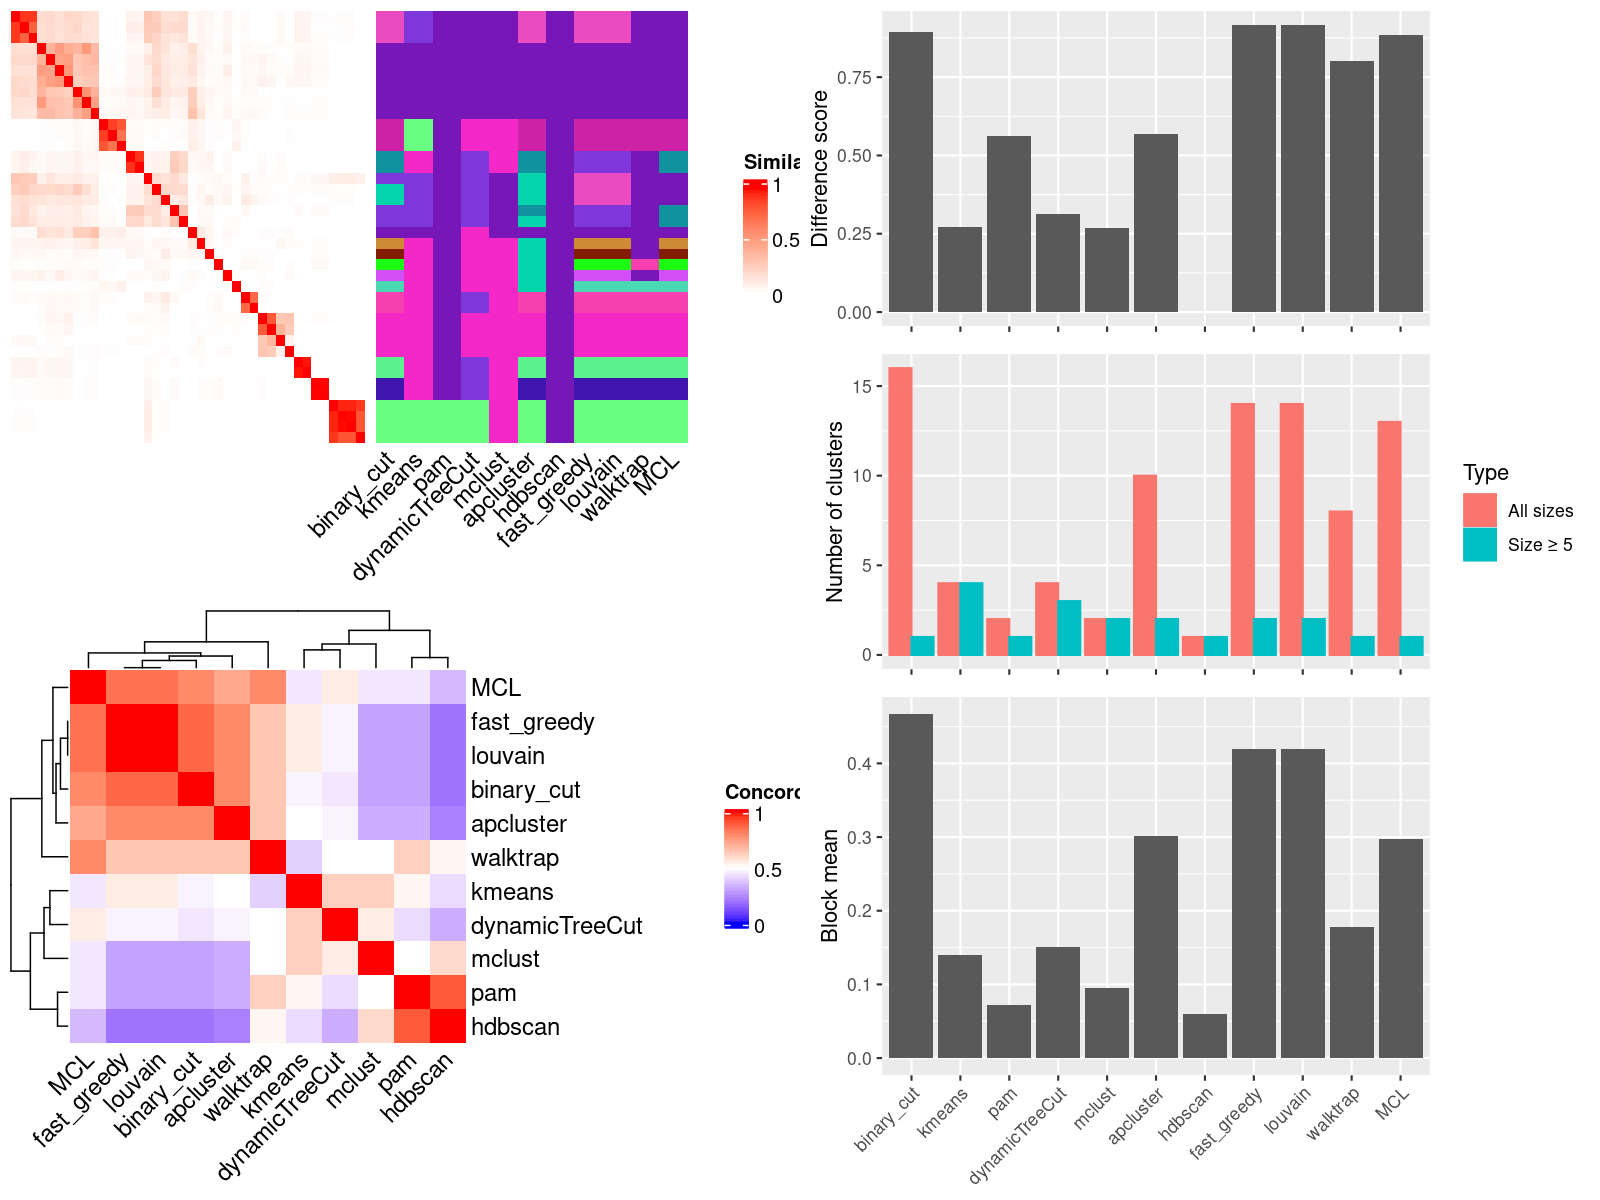 Simila
1
0.5
0
binary_cut
kmeans
pam
dynamicTreeCut
mclust
apcluster
hdbscan
fast_greedy
louvain
walktrap
MCL
MCL
fast_greedy
louvain
binary_cut
apcluster
walktrap
kmeans
dynamicTreeCut
mclust
pam
hdbscan
Concord
1
0.5
0
MCL
fast_greedy
louvain
binary_cut
apcluster
walktrap
kmeans
dynamicTreeCut
mclust
pam
hdbscan
Difference score
0.75
0.50
0.25
0.00
Number of clusters
15
10
5
0
Type
All sizes
Size ≥ 5
Block mean
0.4
0.3
0.2
0.1
0.0
binary_cut
kmeans
pam
dynamicTreeCut
mclust
apcluster
hdbscan
fast_greedy
louvain
walktrap
MCL